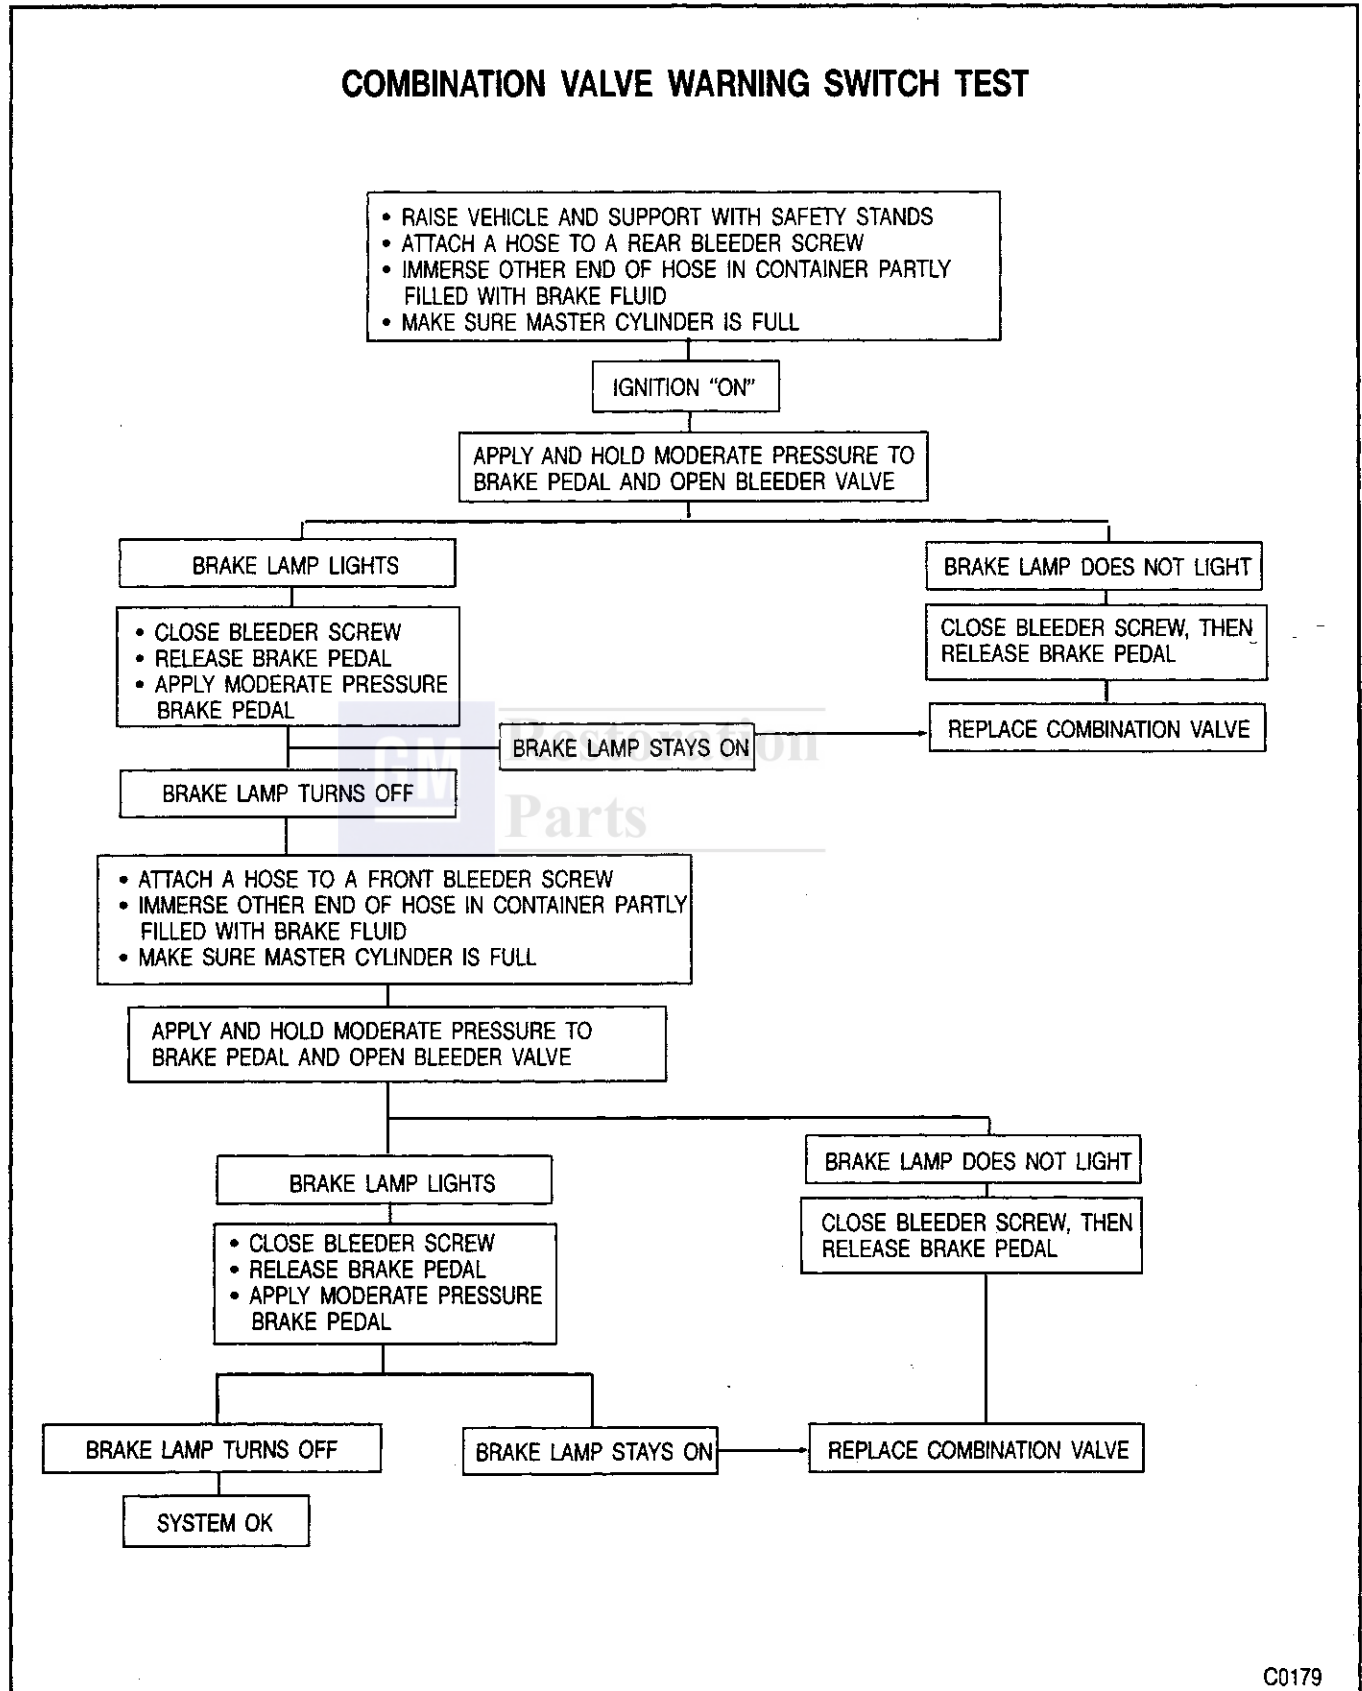 COMBINATION VALVE WARNING SWITCH TEST
• RAISE VEHICLE AND SUPPORT WITH SAFETY STANDS
• ATTACH A HOSE TO A REAR BLEEDER SCREW
• IMMERSE OTHER END OF HOSE IN CONTAINER PARTLY
FILLED WITH BRAKE FLUID
• MAKE SURE MASTER CYLINDER IS FULL
IGNITION "ON"
APPLY AND HOLD MODERATE PRESSURE TO
BRAKE PEDAL AND OPEN BLEEDER VALVE
BRAKE LAMP LIGHTS
BRAKE LAMP DOES NOT LIGHT
• CLOSE BLEEDER SCREW
• RELEASE BRAKE PEDAL
• APPLY MODERATE PRESSURE
BRAKE PEDAL
CLOSE BLEEDER SCREW, THEN
RELEASE BRAKE PEDAL
REPLACE COMBINATION VALVE
BRAKE LAMP STAYS ON
GM
Restoration
Parts
BRAKE LAMP TURNS OFF
• ATTACH A HOSE TO A FRONT BLEEDER SCREW
• IMMERSE OTHER END OF HOSE IN CONTAINER PARTLY
FILLED WITH BRAKE FLUID
• MAKE SURE MASTER CYLINDER IS FULL
APPLY AND HOLD MODERATE PRESSURE TO
BRAKE PEDAL AND OPEN BLEEDER VALVE
BRAKE LAMP LIGHTS
BRAKE LAMP DOES NOT LIGHT
• CLOSE BLEEDER SCREW
• RELEASE BRAKE PEDAL
• APPLY MODERATE PRESSURE
BRAKE PEDAL
CLOSE BLEEDER SCREW, THEN
RELEASE BRAKE PEDAL
BRAKE LAMP TURNS OFF
BRAKE LAMP STAYS ON
REPLACE COMBINATION VALVE
SYSTEM OK
C0179